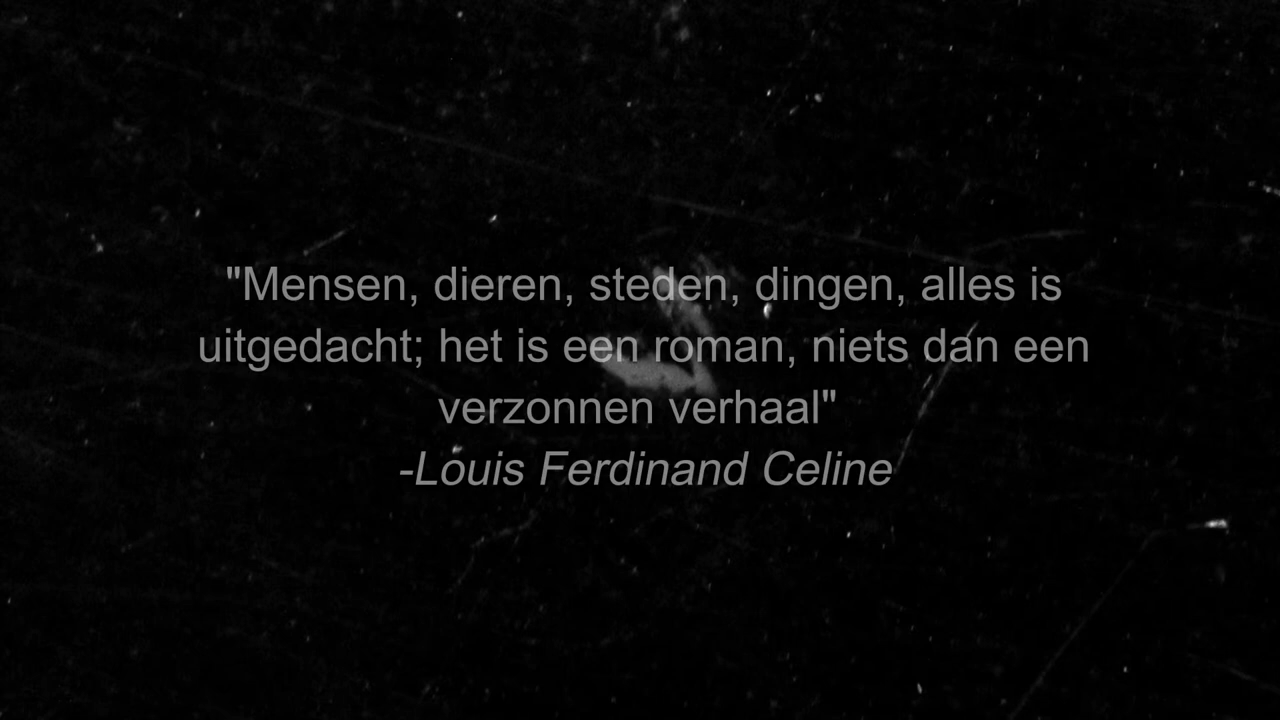 "Mensen, dieren, steden, dingen, alles is
uitgedacht; het is een roman, niets dan een
verzonnen verhaal"
-Louis Ferdinand Celine